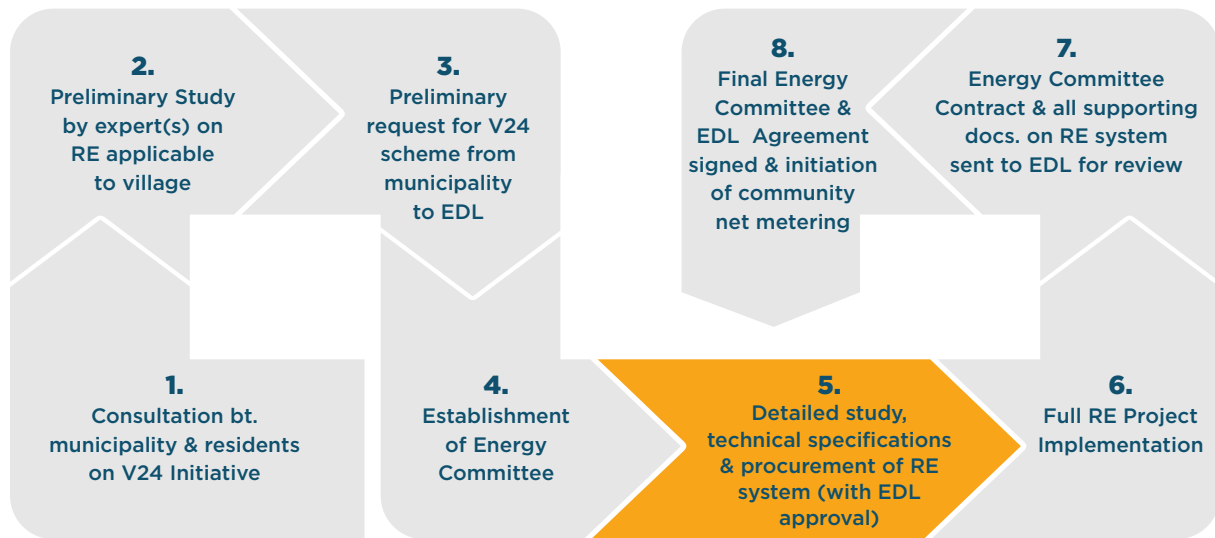 1.
Consultation bt.
municipality & residents
on V24 Initiative
2.
Preliminary Study
by expert(s) on
RE applicable
to village
3.
Preliminary
request for V24
scheme from
municipality
to EDL
4.
Establishment
of Energy
Committee
5.
Detailed study,
technical specifications
& procurement of RE
system (with EDL
approval)
6.
Full RE Project
Implementation
7.
Energy Committee
Contract & all supporting
docs. on RE system
sent to EDL for review
8.
Final Energy
Committee &
EDL Agreement
signed & initiation
of community
net metering